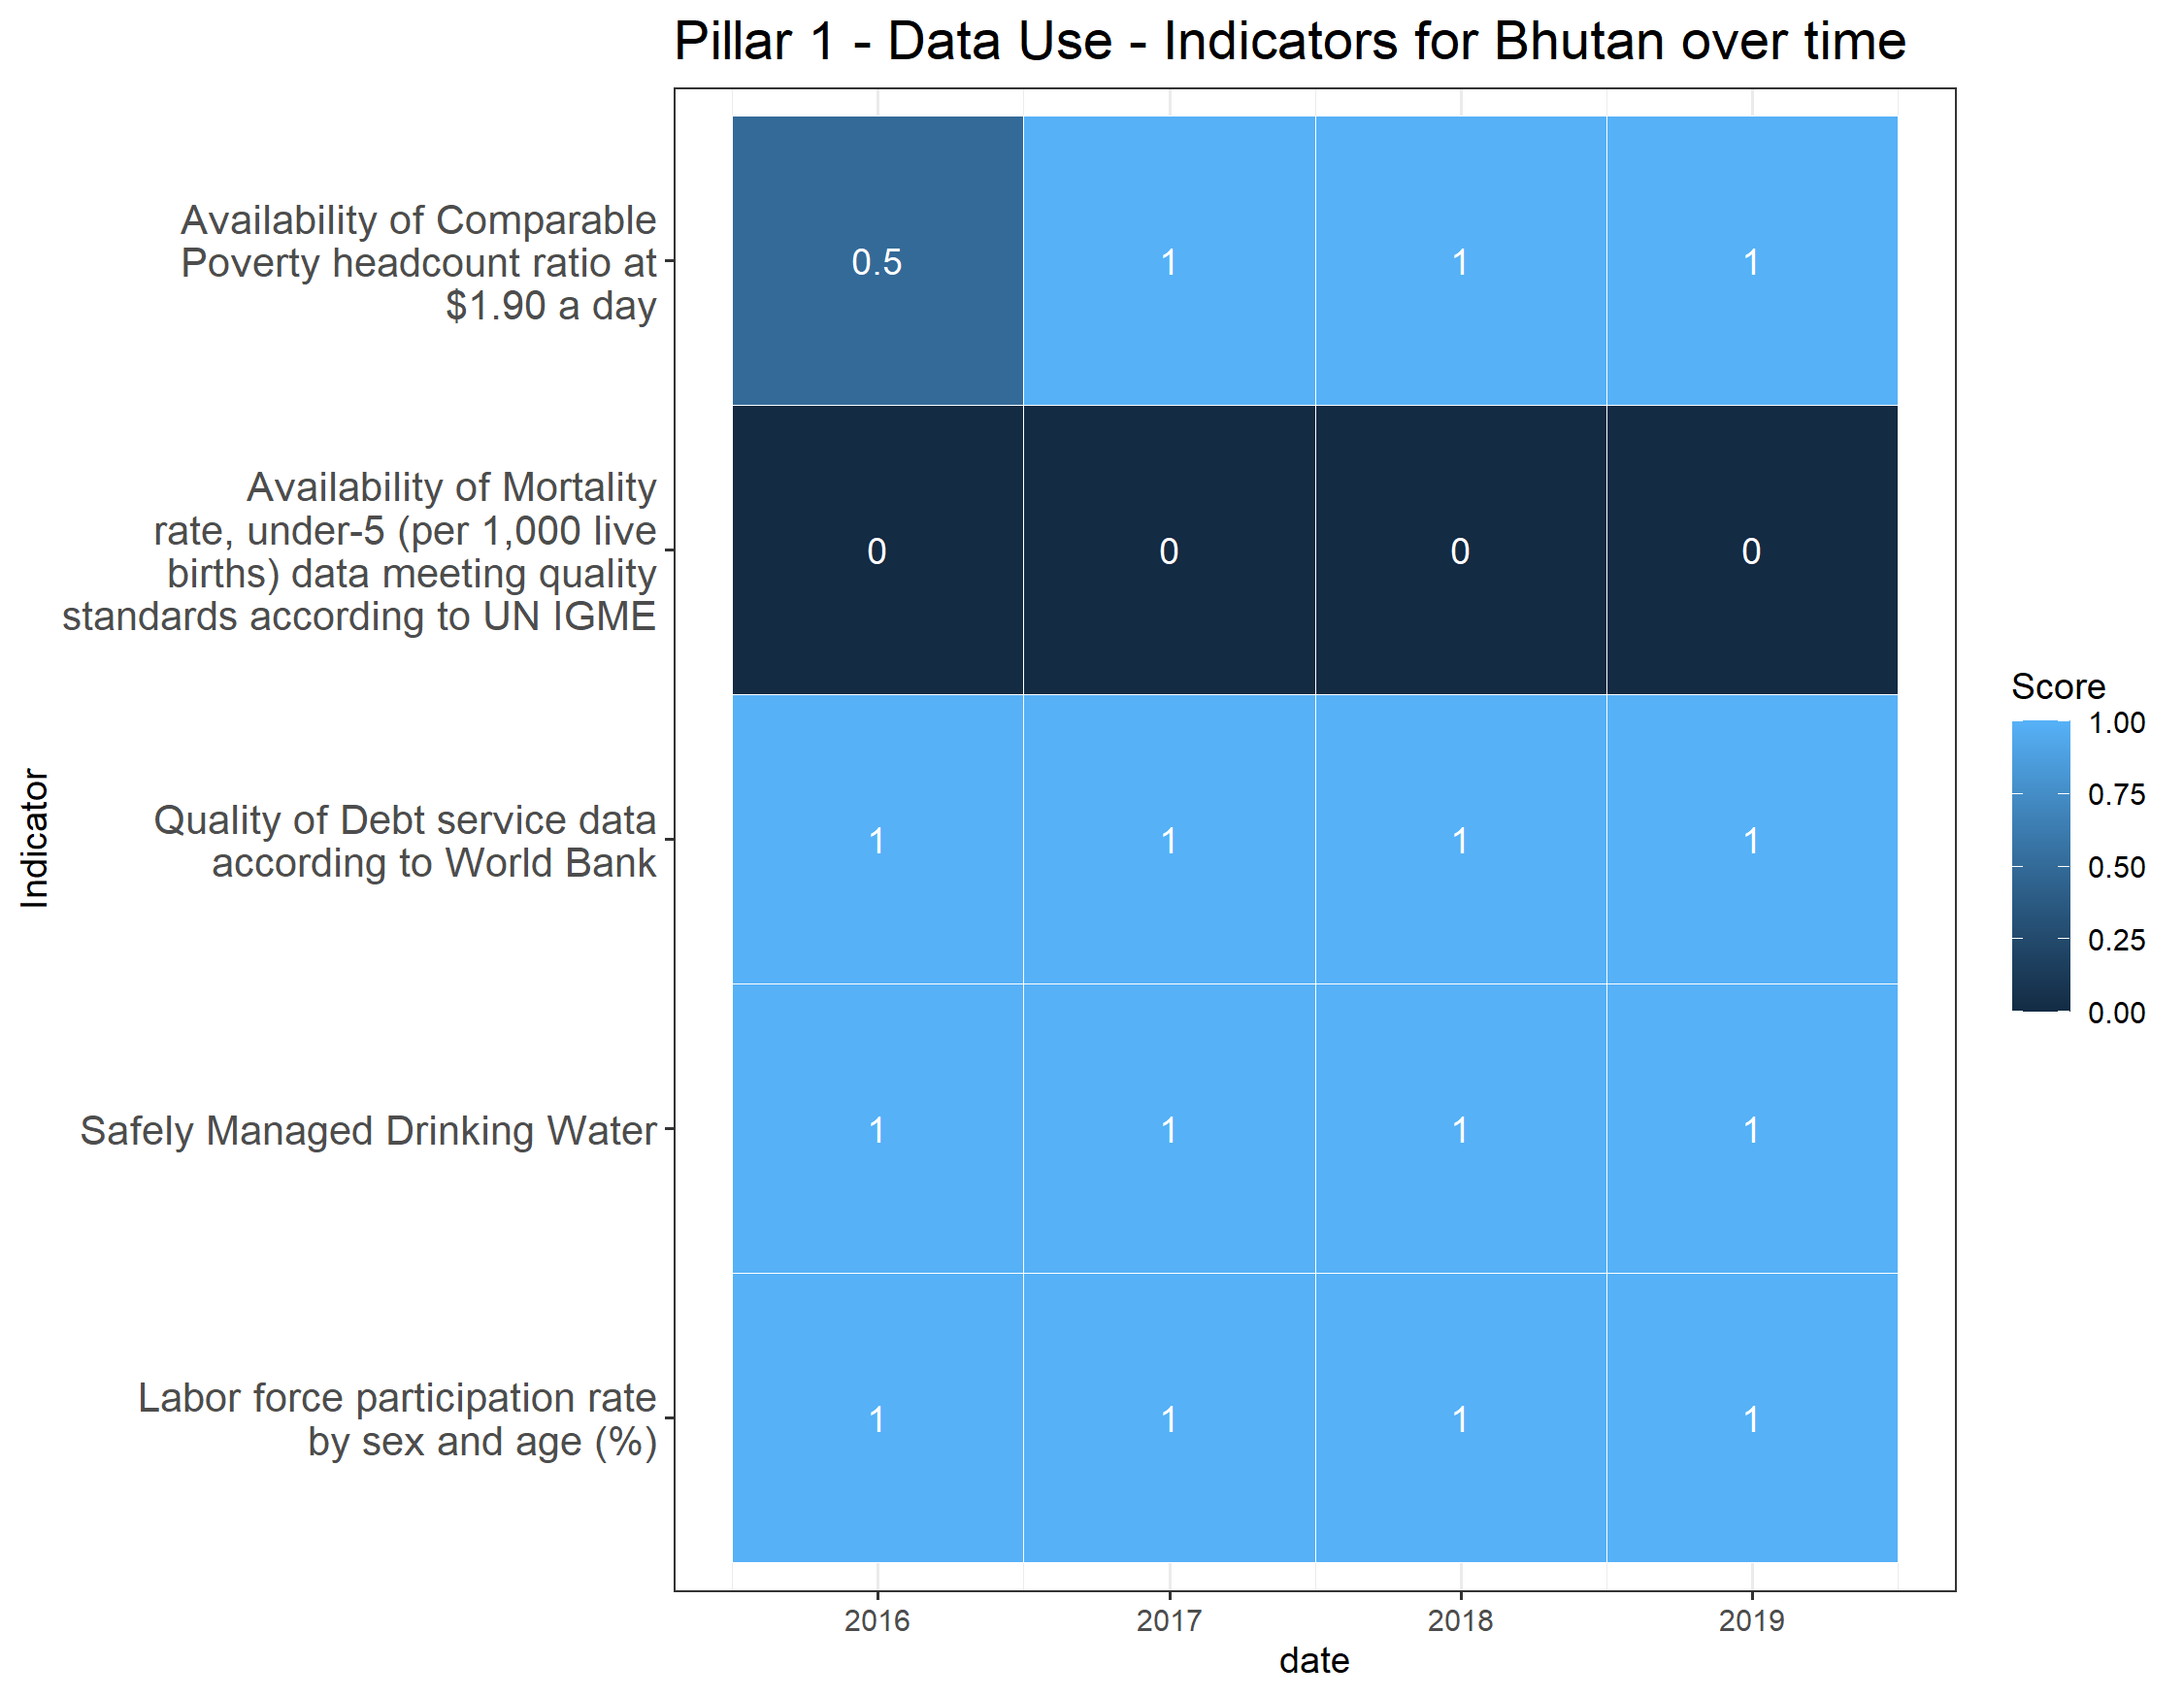 Pillar 1 - Data Use - Indicators for Bhutan over time
Availability of Comparable
Poverty headcount ratio at
$1.90 a day
0.5 1 1 1
Availability of Mortality
rate, under-5 (per 1,000 live
births) data meeting quality
standards according to UN IGME
0 0 0 0
Quality of Debt service data
according to World Bank
1 1 1 1
Safely Managed Drinking Water
1 1 1 1
Labor force participation rate
by sex and age (%)
1 1 1 1
Indicator
2016 2017 2018 2019
date
Score
1.00
0.75
0.50
0.25
0.00